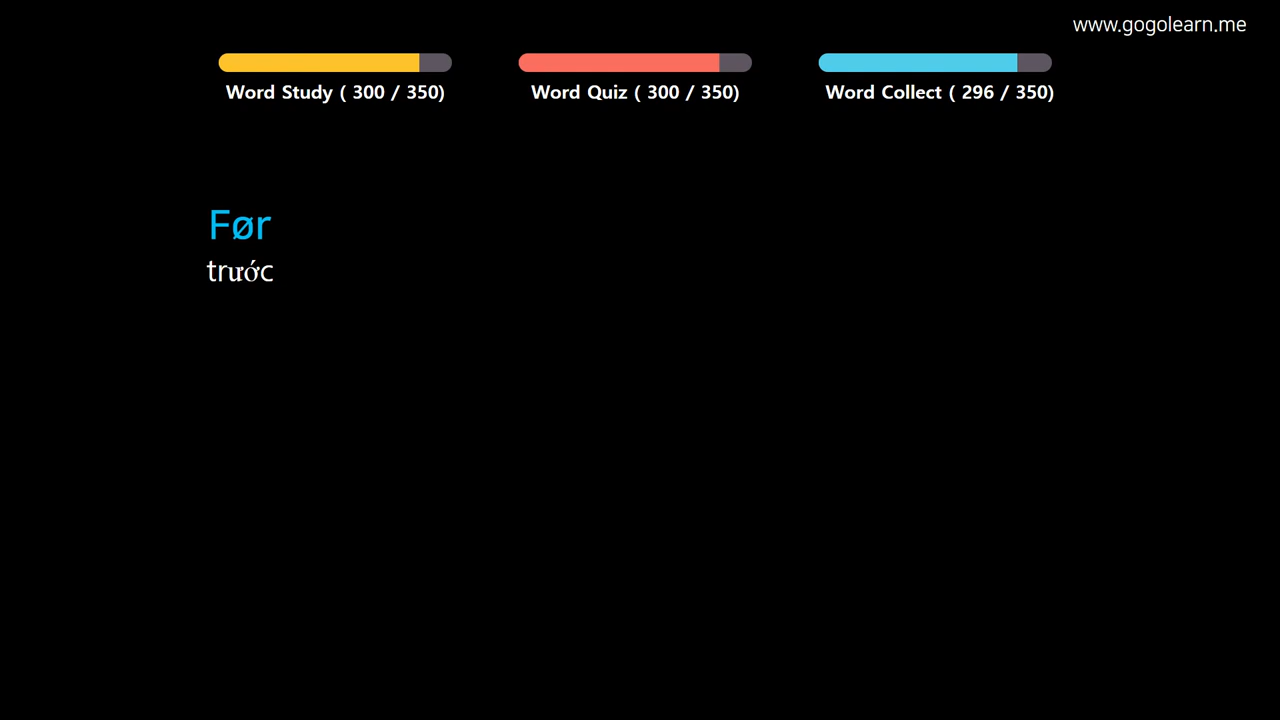 www.gogolearn.me
Word Study ( 300 / 350)
Word Quiz ( 300 / 350)
Word Collect ( 296 / 350)
Før
trước